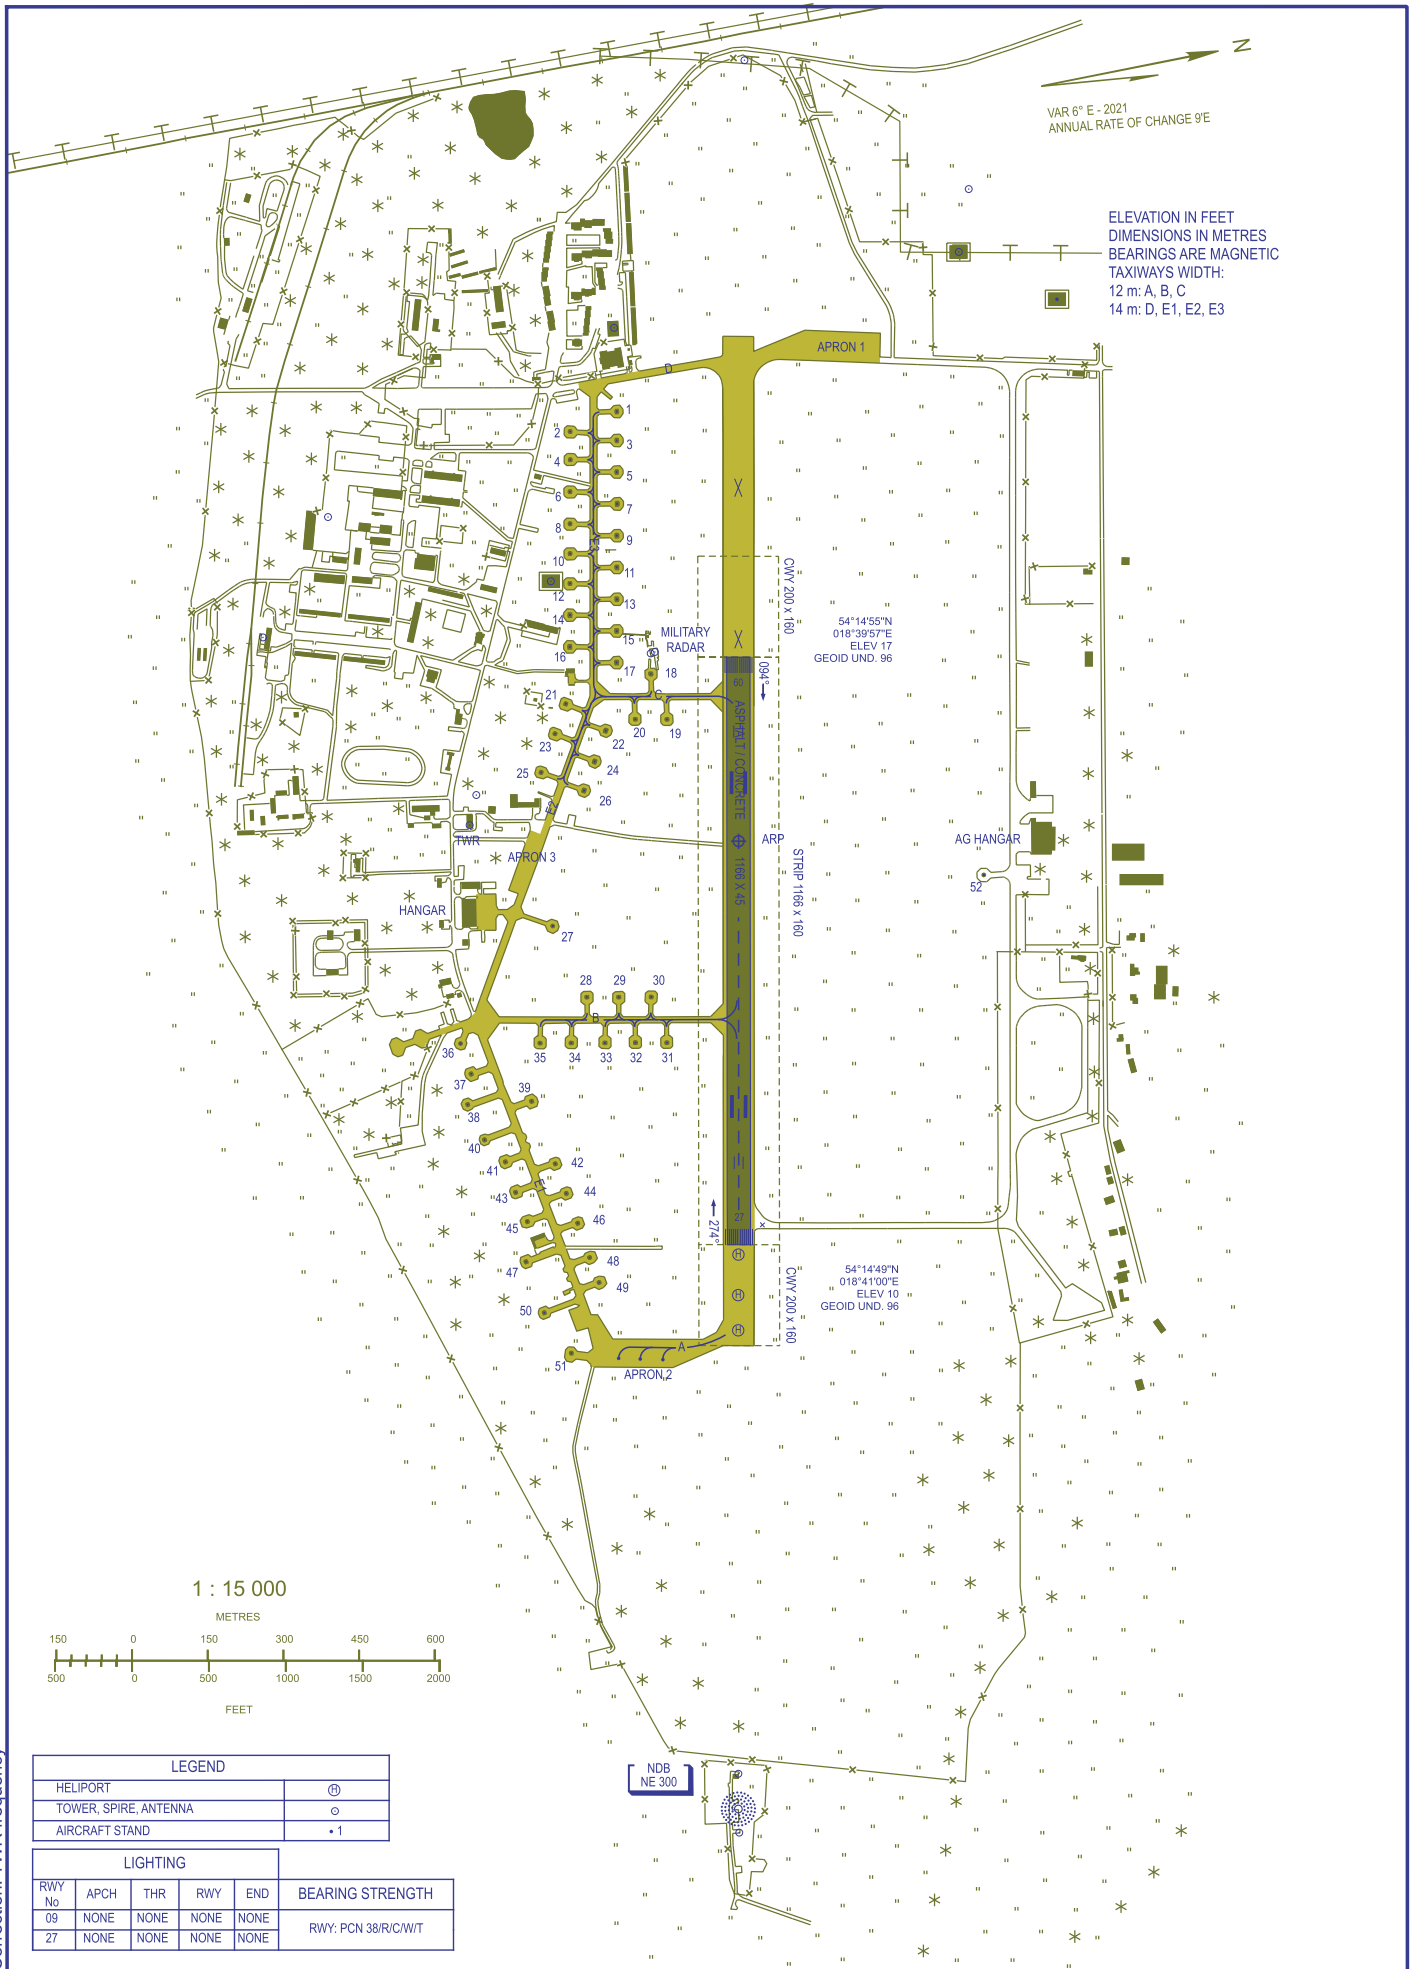 N
VAR 6° E - 2021
ANNUAL RATE OF CHANGE 9'E
ELEVATION IN FEET
DIMENSIONS IN METRES
BEARINGS ARE MAGNETIC
TAXIWAYS WIDTH:
12 m: A, B, C
14 m: D, E1, E2, E3
APRON 1
D
1
2
3
4
5
6
7
8
9
10
11
12
13
14
15
16
17
MILITARY
RADAR
18
C
19
20
21
22
23
24
25
26
E2
CWY 200 x 160
54°14'55"N
018°39'57"E
ELEV 17
GEOID UND. 96
094°
60
ASPHALT / CONCRETE
1166 X 45
ARP
STRIP 1166 x 160
AG HANGAR
52
TWR
APRON 3
HANGAR
27
28
29
30
B
35
34
33
32
31
36
37
38
39
40
41
42
E1
43
44
45
46
47
48
49
50
51
A
APRON 2
27
274°
H
H
H
CWY 200 x 160
54°14'49"N
018°41'00"E
ELEV 10
GEOID UND. 96
1 : 15 000
METRES
150 0 150 300 450 600
500 0 500 1000 1500 2000
FEET
NDB
NE 300
LEGEND
HELIPORT H
TOWER, SPIRE, ANTENNA
AIRCRAFT STAND • 1
LIGHTING
RWY No APCH THR RWY END BEARING STRENGTH
09 NONE NONE NONE NONE RWY: PCN 38/R/C/W/T
27 NONE NONE NONE NONE